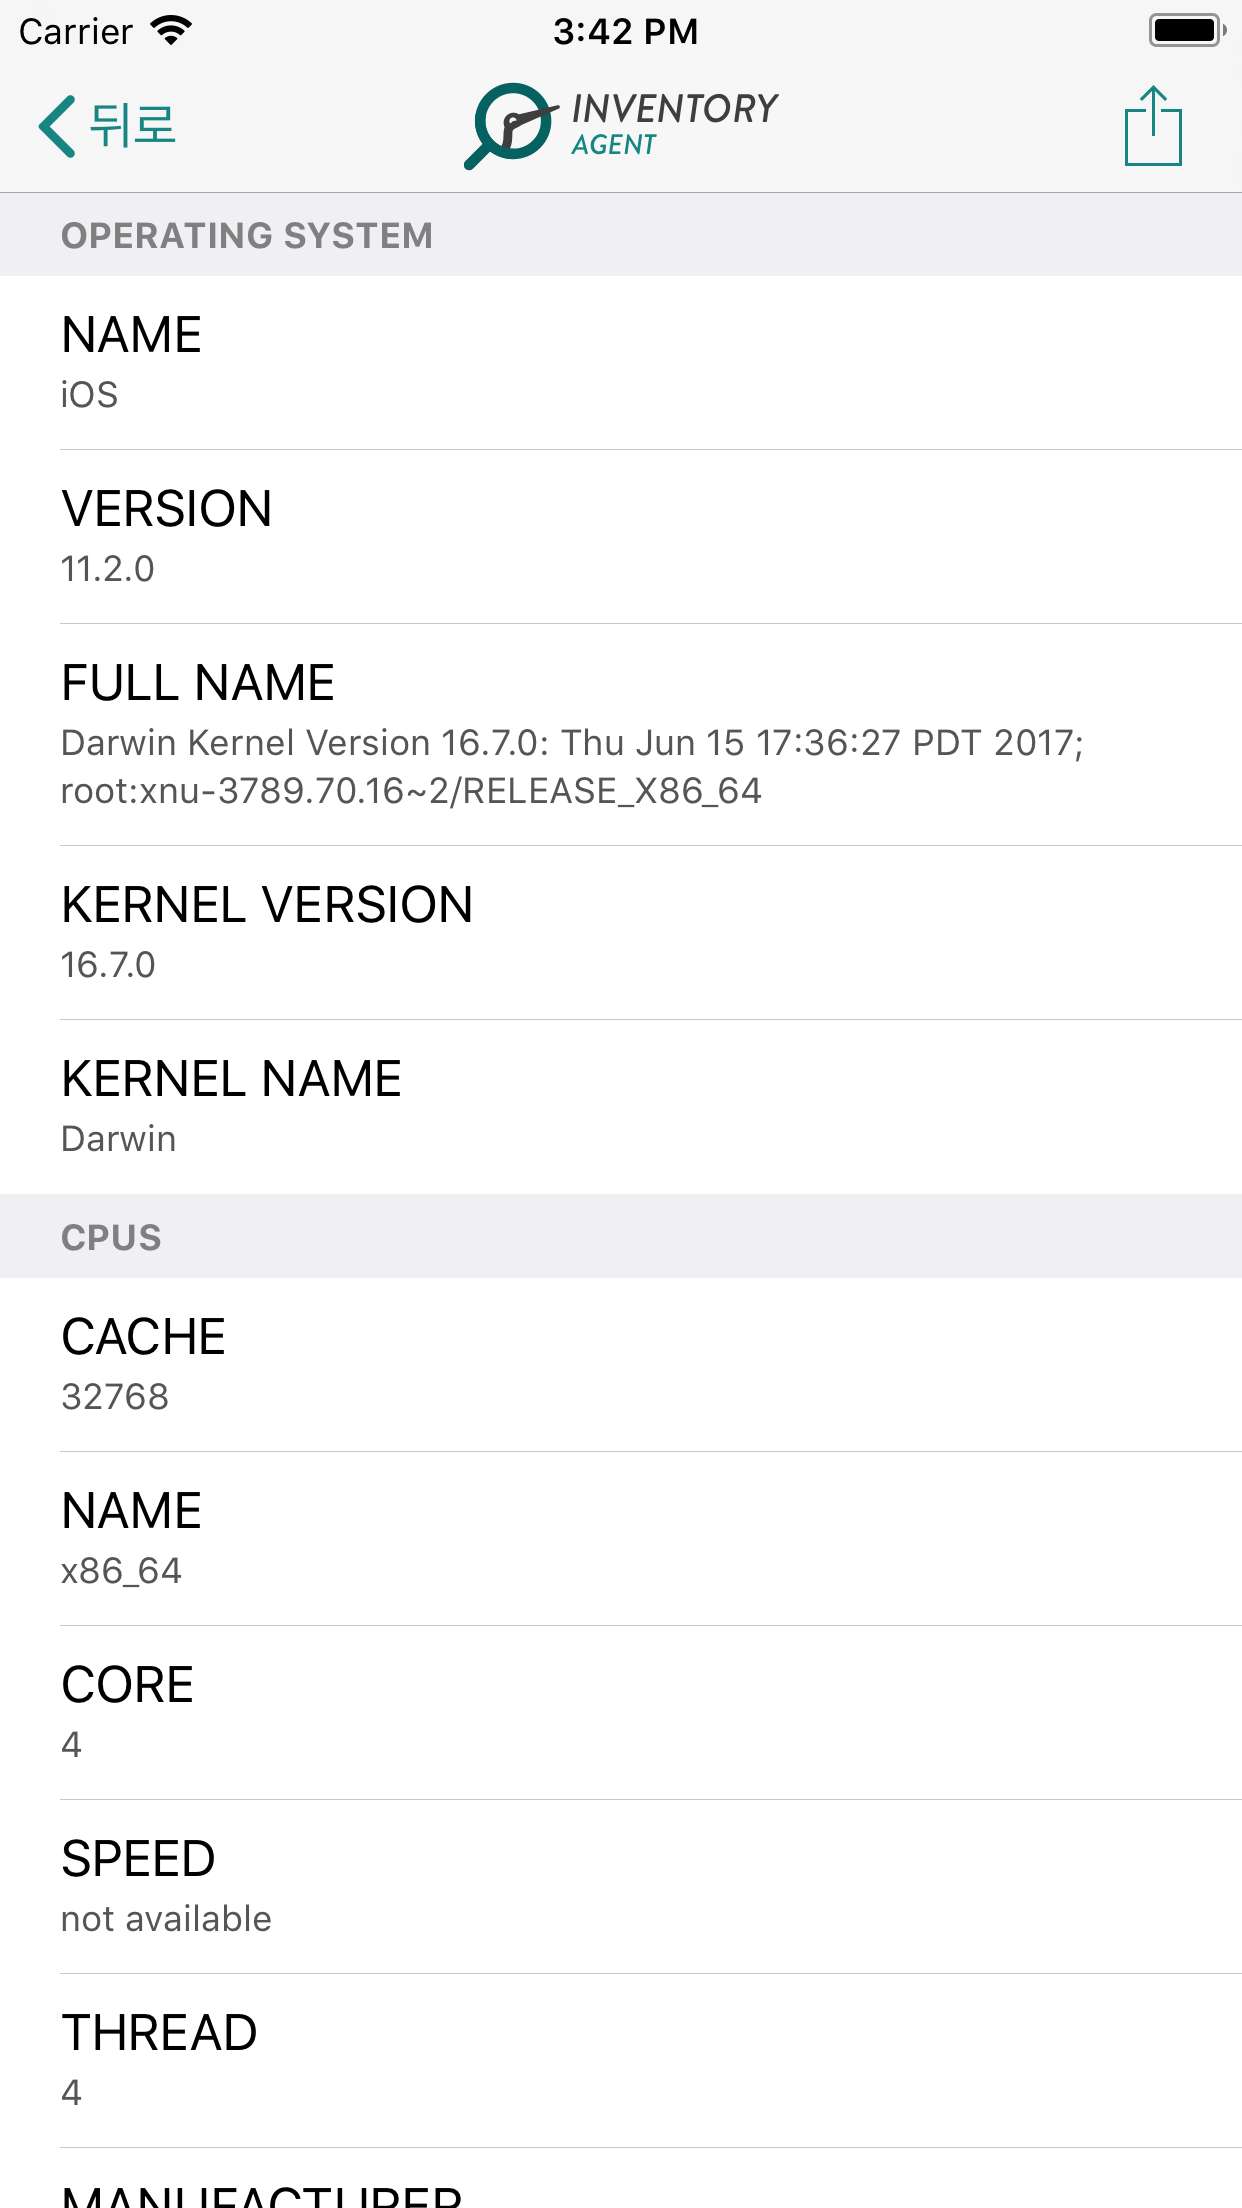 Carrier
3:42 PM
뒤로
INVENTORY
AGENT
OPERATING SYSTEM
NAME
iOS
VERSION
11.2.0
FULL NAME
Darwin Kernel Version 16.7.0: Thu Jun 15 17:36:27 PDT 2017;
root:xnu-3789.70.16~2/RELEASE_X86_64
KERNEL VERSION
16.7.0
KERNEL NAME
Darwin
CPUS
CACHE
32768
NAME
x86_64
CORE
4
SPEED
not available
THREAD
4
MANUFACTURER